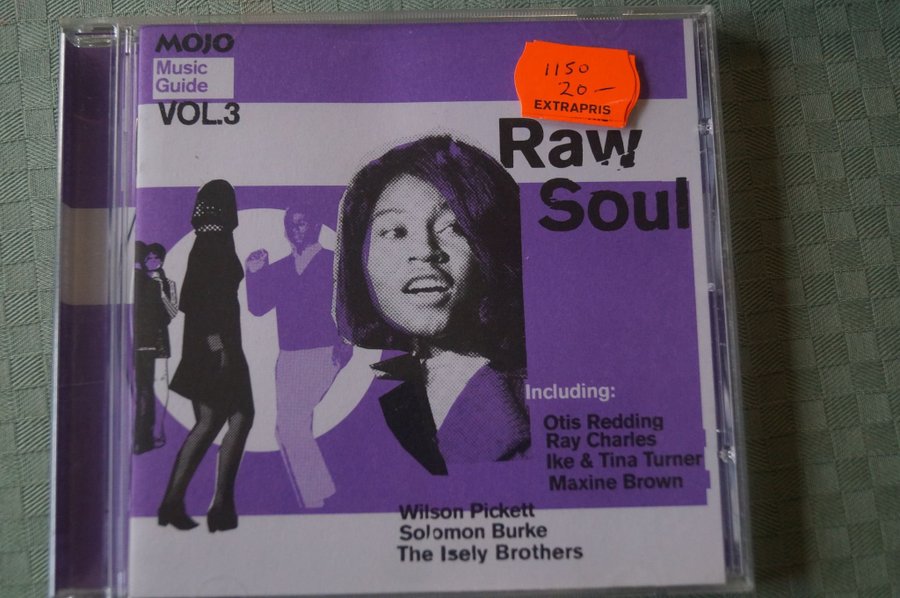 MOJO
Music
Guide
VOL.3
1150
20-
EXTRAPRIS
Raw
Soul
Including:
Otis Redding
Ray Charles
Ike & Tina Turner
Maxine Brown
Wilson Pickett
Solomon Burke
The Isely Brothers